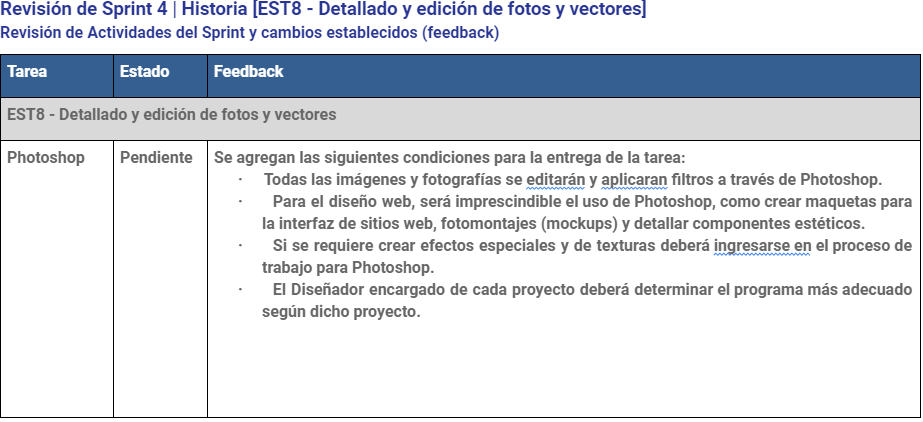 Revisión de Sprint 4 | Historia [EST8 - Detallado y edición de fotos y vectores]
Revisión de Actividades del Sprint y cambios establecidos (feedback)
Tarea Estado Feedback
EST8 - Detallado y edición de fotos y vectores
Photoshop Pendiente Se agregan las siguientes condiciones para la entrega de la tarea:
· Todas las imágenes y fotografías se editarán y aplicaran filtros a través de Photoshop.
· Para el diseño web, será imprescindible el uso de Photoshop, como crear maquetas para
la interfaz de sitios web, fotomontajes (mockups) y detallar componentes estéticos.
· Si se requiere crear efectos especiales y de texturas deberá ingresarse en el proceso de
trabajo para Photoshop.
· El Diseñador encargado de cada proyecto deberá determinar el programa más adecuado
según dicho proyecto.